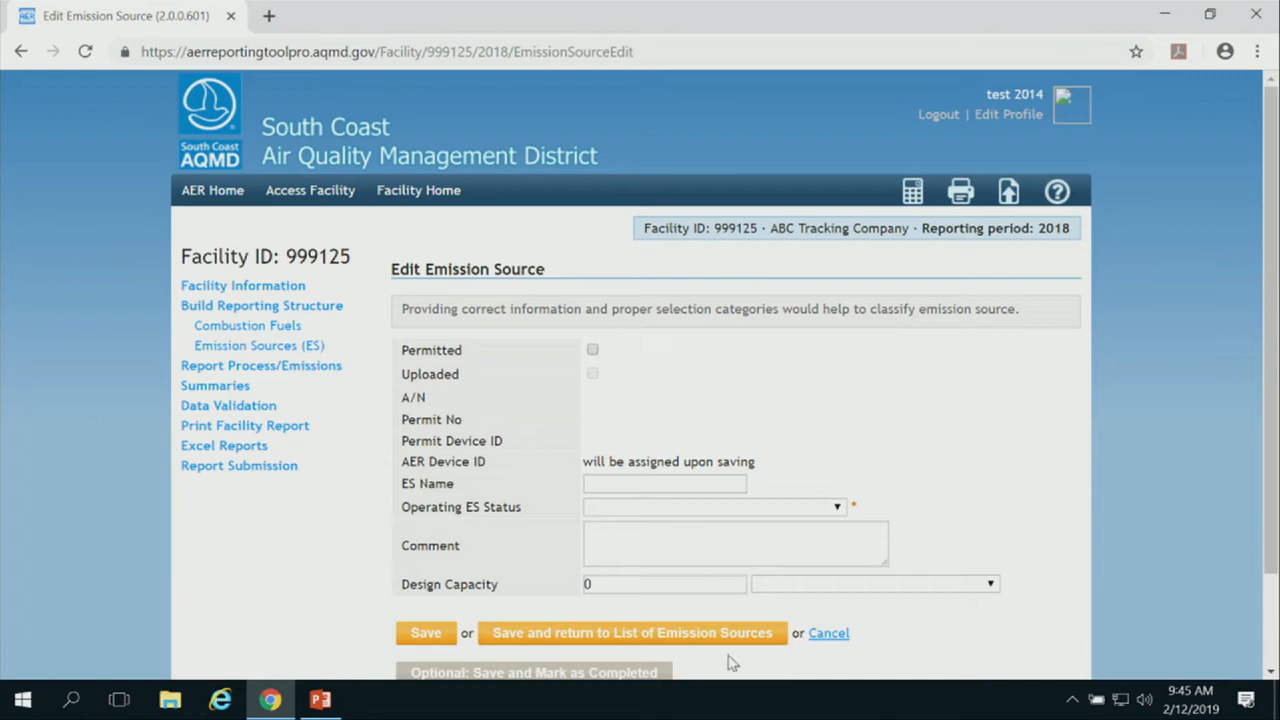 Edit Emission Source (2.0.0.601)
https://aerreportingtoolpro.aqmd.gov/Facility/999125/2018/EmissionSourceEdit
test 2014
Logout | Edit Profile
South Coast
Air Quality Management District
South Coast
AQMD
AER Home Access Facility Facility Home
Facility ID: 999125 · ABC Tracking Company · Reporting period: 2018
Facility ID: 999125
Facility Information
Build Reporting Structure
Combustion Fuels
Emission Sources (ES)
Report Process/Emissions
Summaries
Data Validation
Print Facility Report
Excel Reports
Report Submission
Edit Emission Source
Providing correct information and proper selection categories would help to classify emission source.
Permitted
Uploaded
A/N
Permit No
Permit Device ID
AER Device ID will be assigned upon saving
ES Name
Operating ES Status *
Comment
Design Capacity 0
Save or Save and return to List of Emission Sources or Cancel
Optional: Save and Mark as Completed
9:45 AM
2/12/2019